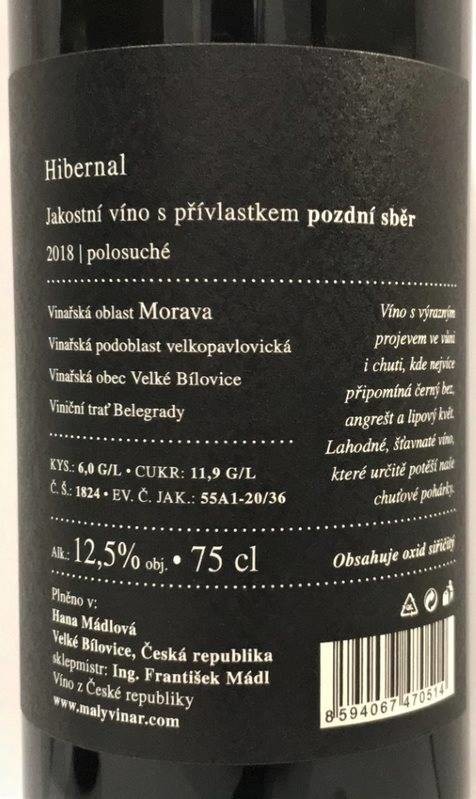 Hibernal
Jakostní víno s přívlastkem pozdní sběr
2018 | polosuché
Vinařská oblast Morava
Vinařská podoblast velkopavlovická
Vinařská obec Velké Bílovice
Viniční trať Belegrady
KYS.: 6,0 G/L • CUKR: 11,9 G/L
Č. Š.: 1824 • EV. Č. JAK.: 55A1-20/36
Víno s výrazným
projevem ve vůni
i chuti, kde nejvíce
připomíná černý bez,
angrešt a lipový květ.
Lahodné, šťavnaté víno,
které určitě potěší naše
chuťové pohárky.
Alk.: 12,5% obj. • 75 cl
Obsahuje oxid siřičitý
Plněno v:
Hana Mádlová
Velké Bílovice, Česká republika
sklepmistr: Ing. František Mádl
Víno z České republiky
www.malyvinar.com
8 594067 470514